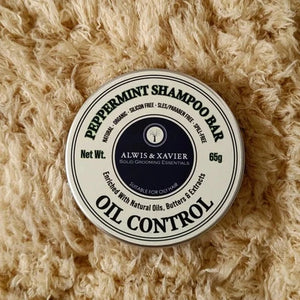 PEPPERMINT SHAMPOO BAR
NATURAL · ORGANIC · SILICON FREE · SLES/PARABEN FREE · PPEL FREE
Net Wt.
65g
ALWIS & XAVIER
SOLID GROOMING ESSENTIALS
SUITABLE FOR OILY HAIR
Enriched With Natural Oils, Butters & Extracts
OIL CONTROL